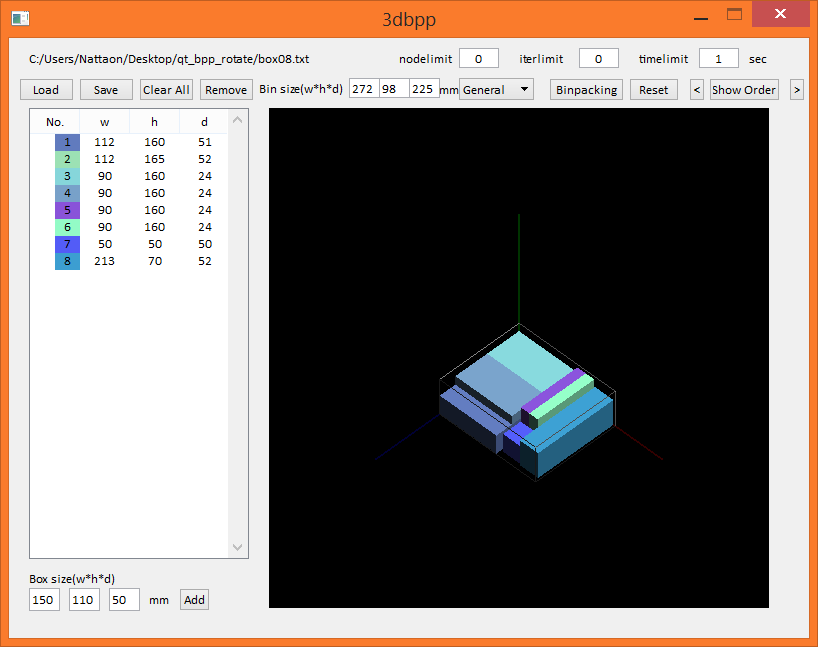 3dbpp
C:/Users/Nattaon/Desktop/qt_bpp_rotate/box08.txt nodelimit 0 iterlimit 0 timelimit 1 sec
Load Save Clear All Remove Bin size(w*h*d) 272 98 225 mm General Binpacking Reset < Show Order >
No. w h d
1 112 160 51
2 112 165 52
3 90 160 24
4 90 160 24
5 90 160 24
6 90 160 24
7 50 50 50
8 213 70 52
Box size(w*h*d)
150 110 50 mm Add